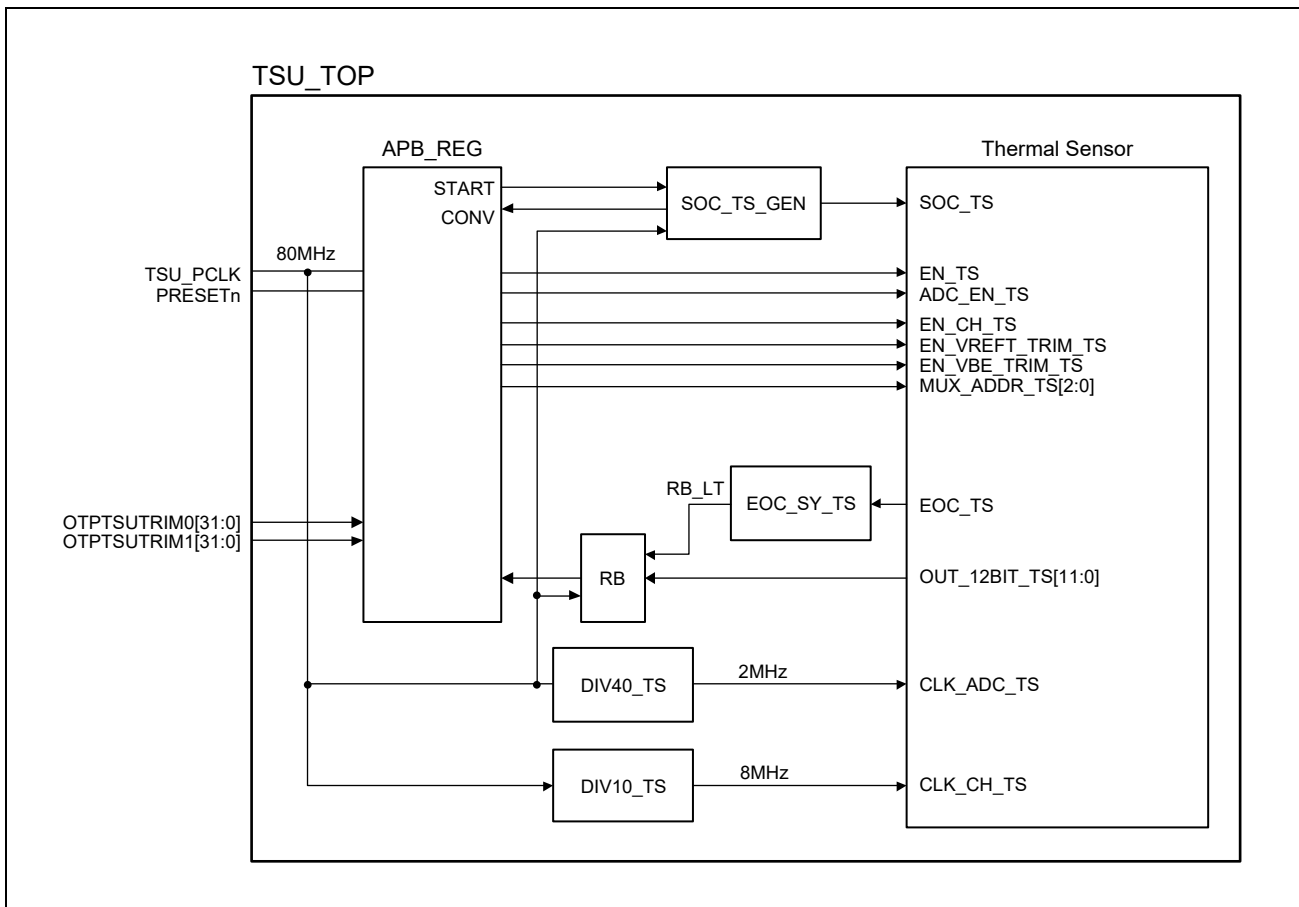 TSU_TOP
APB_REG
Thermal Sensor
START
CONV
SOC_TS_GEN
SOC_TS
80MHz
TSU_PCLK
PRESETn
EN_TS
ADC_EN_TS
EN_CH_TS
EN_VREFT_TRIM_TS
EN_VBE_TRIM_TS
MUX_ADDR_TS[2:0]
RB_LT
EOC_SY_TS
EOC_TS
OTPTSUTRIM0[31:0]
OTPTSUTRIM1[31:0]
RB
OUT_12BIT_TS[11:0]
DIV40_TS
2MHz
CLK_ADC_TS
DIV10_TS
8MHz
CLK_CH_TS